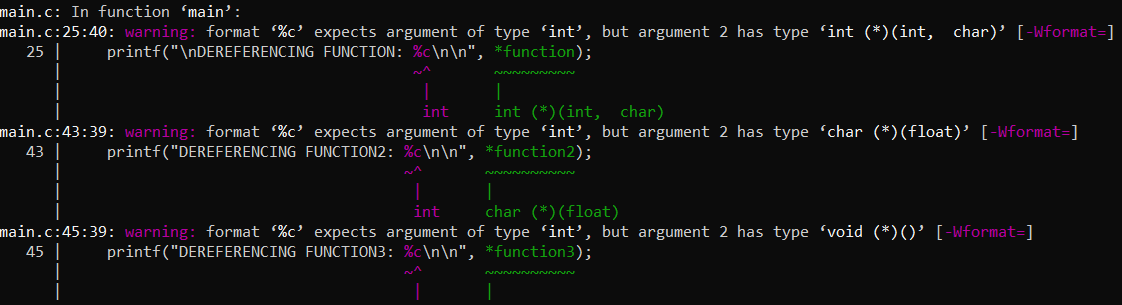 main.c: In function ‘main’:
main.c:25:40: warning: format ‘%c’ expects argument of type ‘int’, but argument 2 has type ‘int (*)(int,  char)’ [-Wformat=]
   25 |     printf("\nDEREFERENCING FUNCTION: %c\n\n", *function);
      |                                       ~^       ~~~~~~~~~
      |                                        |       |
      |                                        int     int (*)(int,  char)
main.c:43:39: warning: format ‘%c’ expects argument of type ‘int’, but argument 2 has type ‘char (*)(float)’ [-Wformat=]
   43 |     printf("DEREFERENCING FUNCTION2: %c\n\n", *function2);
      |                                      ~^       ~~~~~~~~~~
      |                                       |       |
      |                                       int     char (*)(float)
main.c:45:39: warning: format ‘%c’ expects argument of type ‘int’, but argument 2 has type ‘void (*)()’ [-Wformat=]
   45 |     printf("DEREFERENCING FUNCTION3: %c\n\n", *function3);
      |                                      ~^       ~~~~~~~~~~
      |                                       |       |